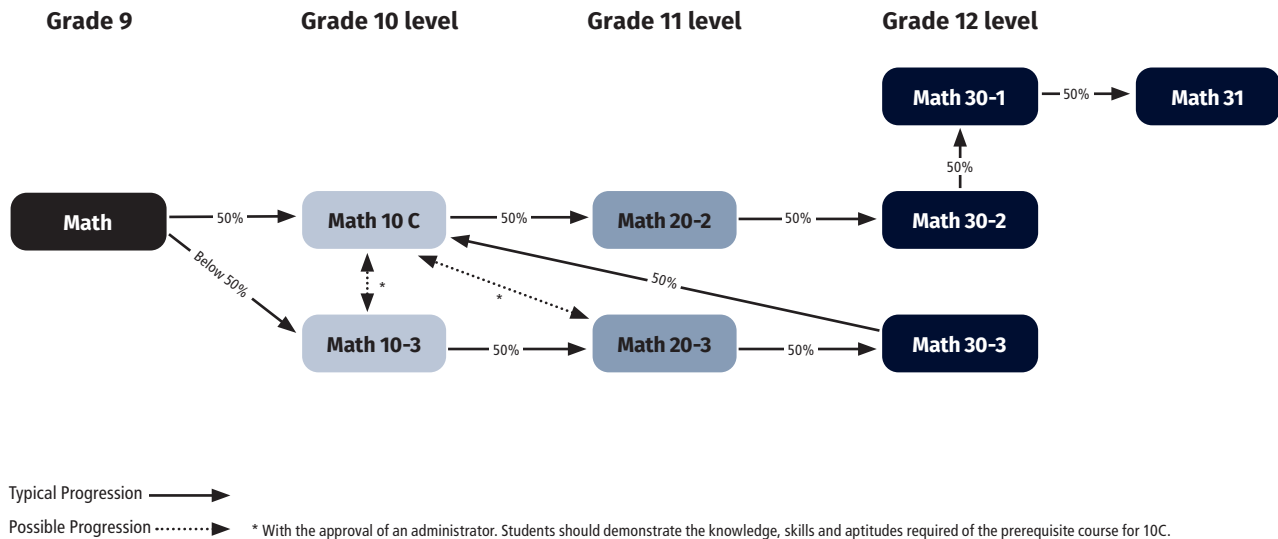 Grade 9
Grade 10 level
Grade 11 level
Grade 12 level
Math 30-1
50%
Math 31
50%
Math
50%
Math 10 C
50%
Math 20-2
50%
Math 30-2
Below 50%
*
*
50%
Math 10-3
50%
Math 20-3
50%
Math 30-3
Typical Progression
Possible Progression
* With the approval of an administrator. Students should demonstrate the knowledge, skills and aptitudes required of the prerequisite course for 10C.